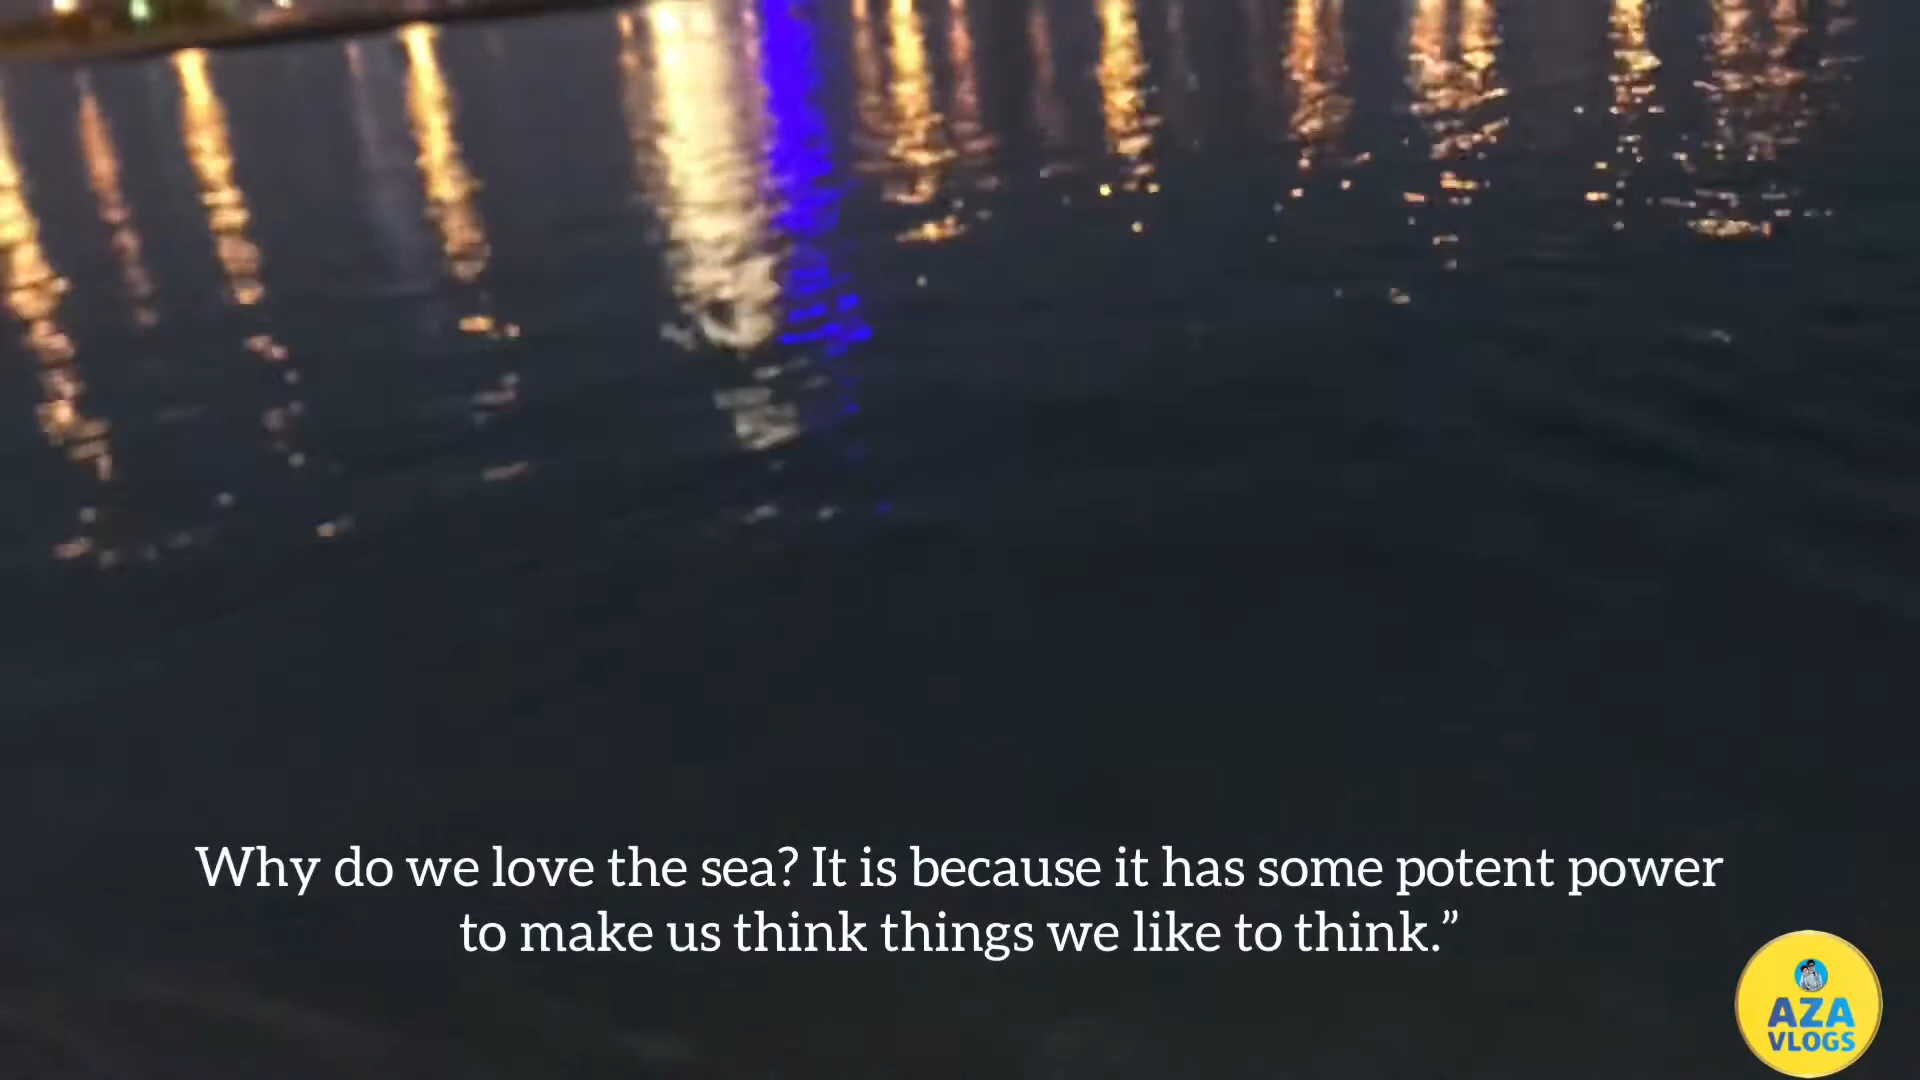 Why do we love the sea? It is because it has some potent power
to make us think things we like to think.”
AZA
VLOGS